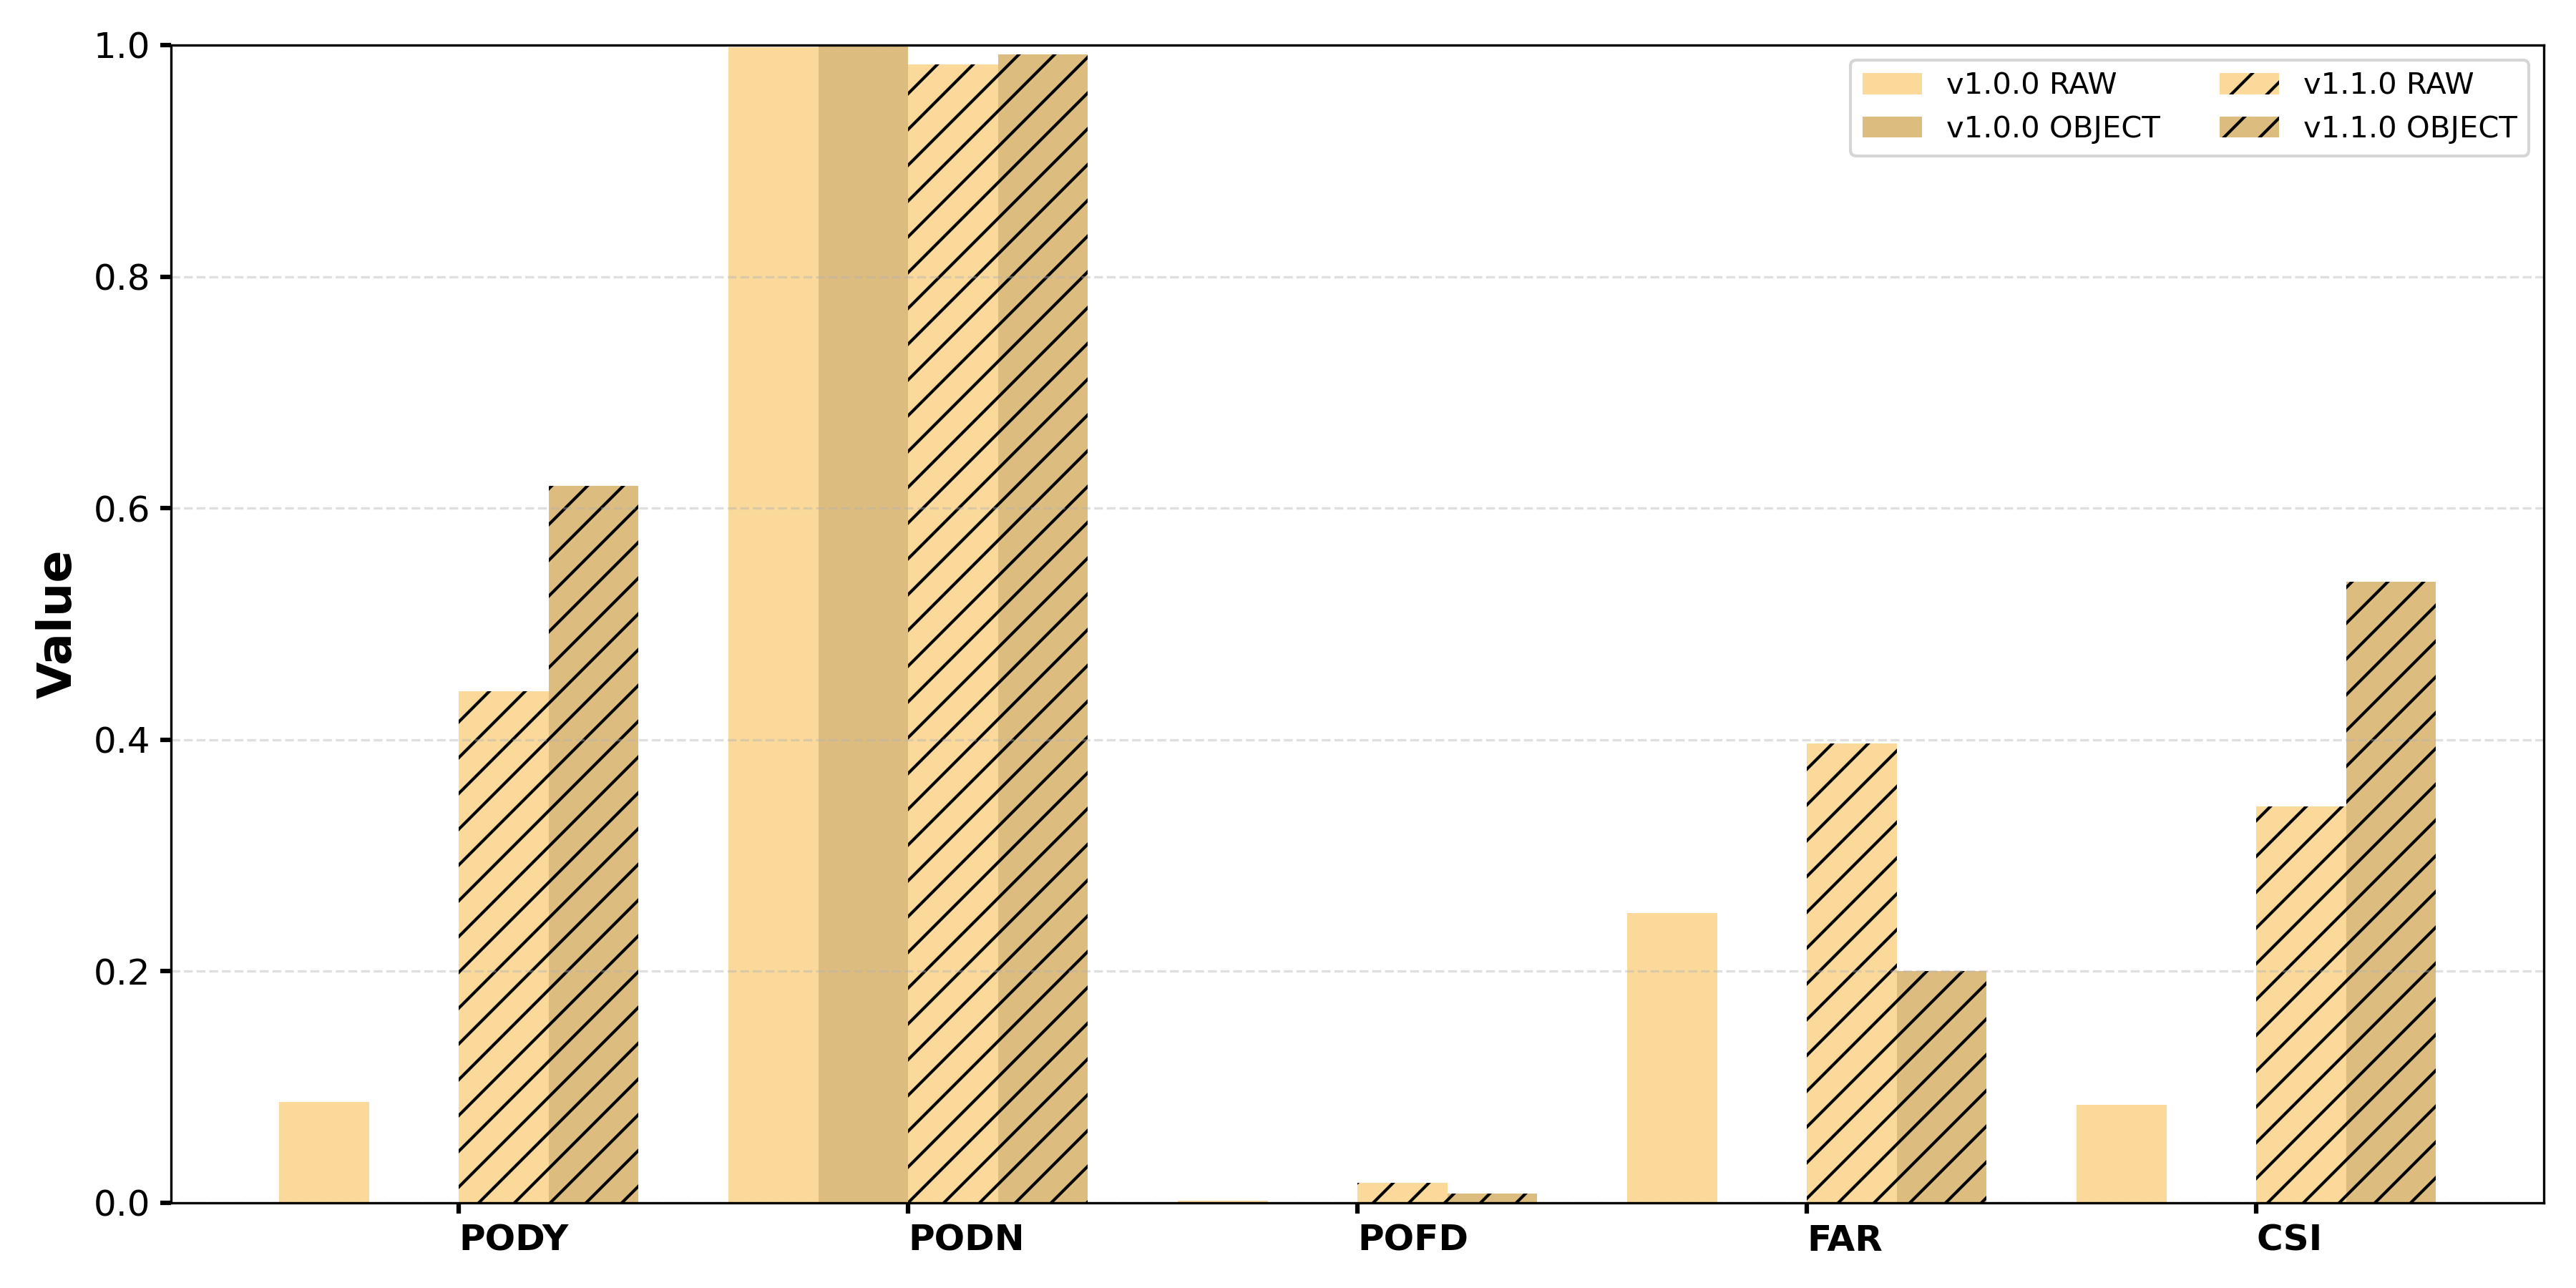 1.0
0.8
0.6
0.4
0.2
0.0
Value
v1.0.0 RAW
v1.0.0 OBJECT
v1.1.0 RAW
v1.1.0 OBJECT
PODY
PODN
POFD
FAR
CSI